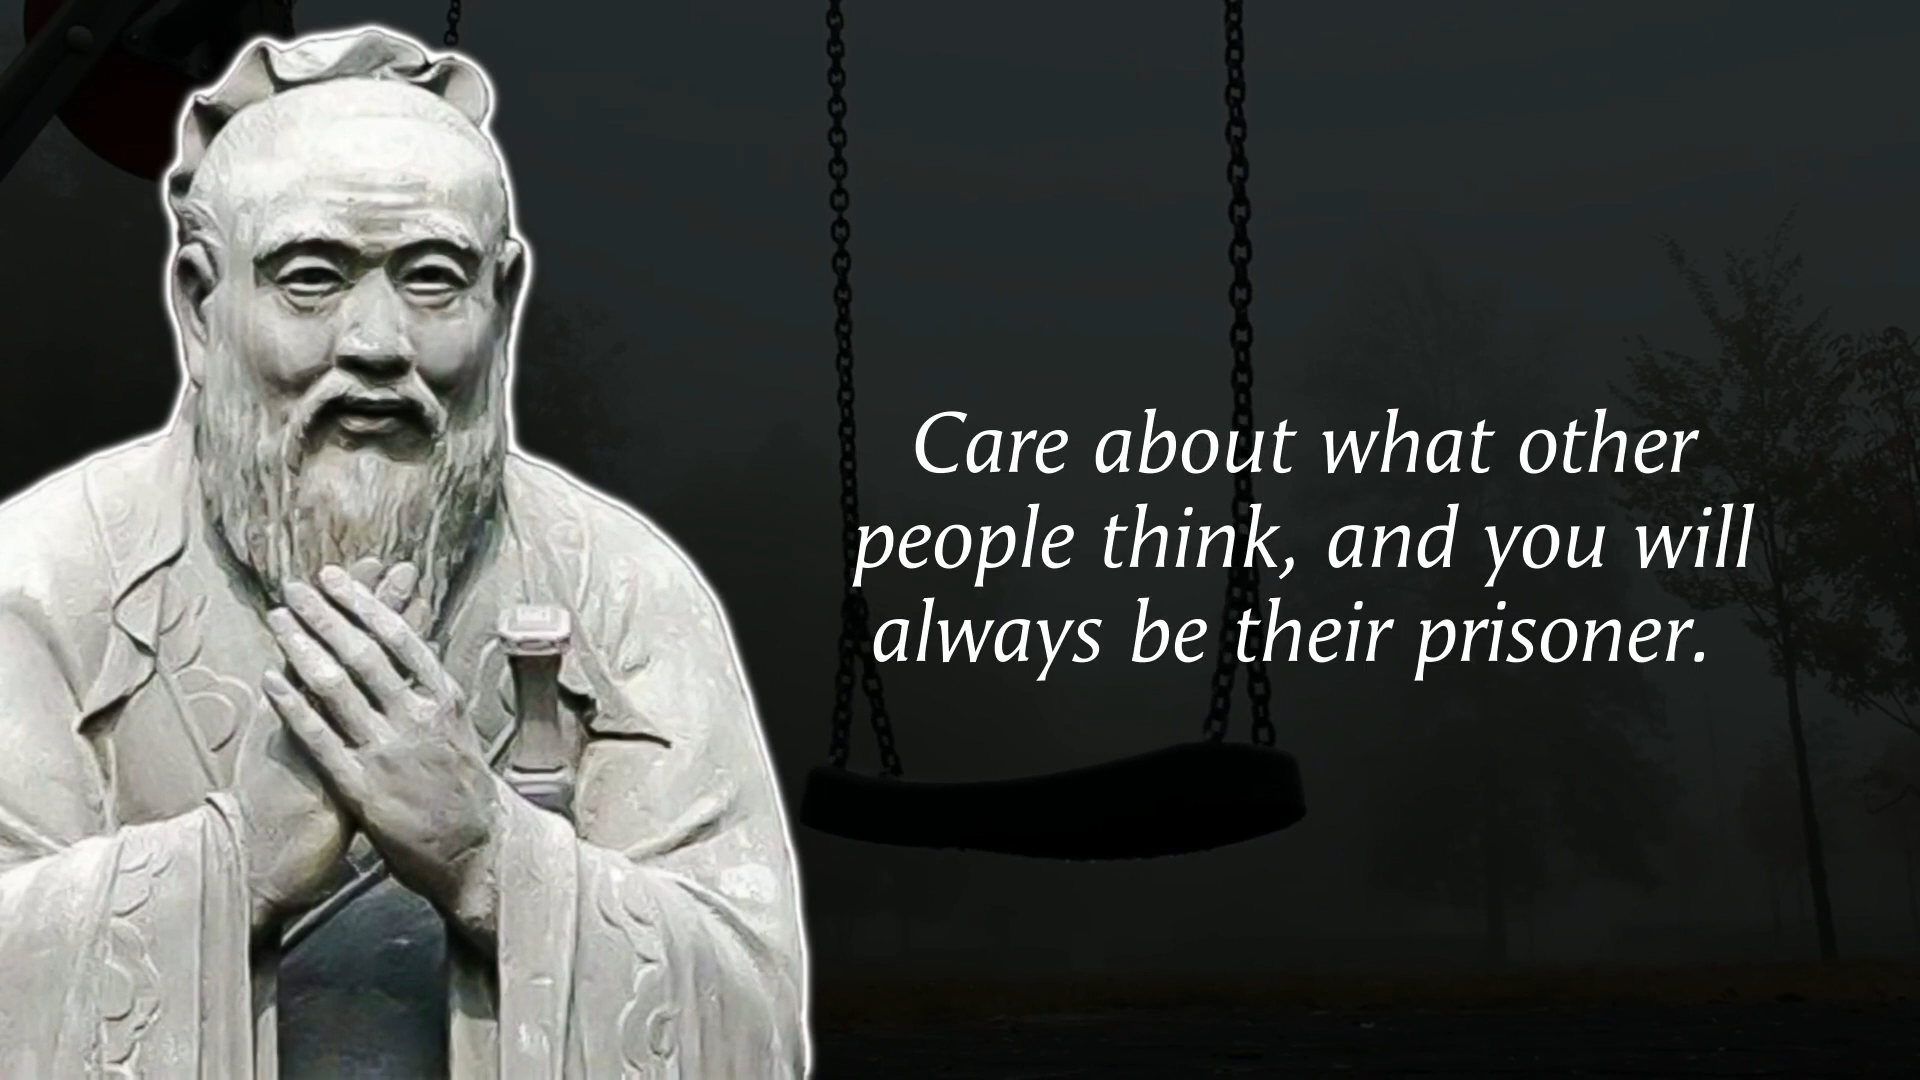 Care about what other
people think, and you will
always be their prisoner.